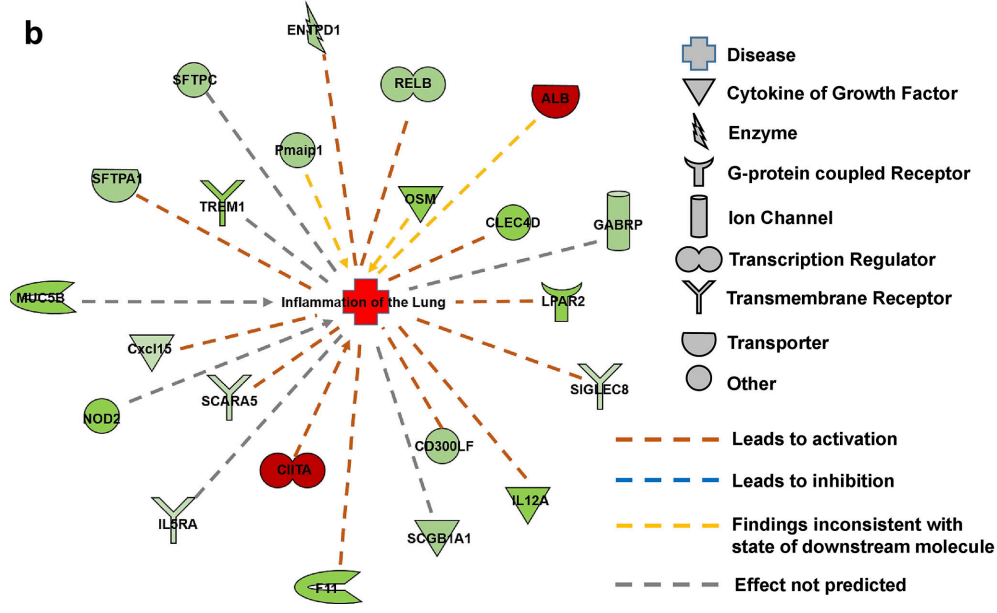 b
ENTPD1
SFTPC
RELB
ALB
Pmaip1
SFTPA1
TREM1
OSM
CLEC4D
GABRP
MUC5B
Inflammation of the Lung
LPAR2
Cxcl15
SCARA5
SIGLEC8
NOD2
CIITA
CD300LF
IL5RA
IL12A
SCGB1A1
F11
Disease
Cytokine of Growth Factor
Enzyme
G-protein coupled Receptor
Ion Channel
Transcription Regulator
Transmembrane Receptor
Transporter
Other
Leads to activation
Leads to inhibition
Findings inconsistent with
state of downstream molecule
Effect not predicted